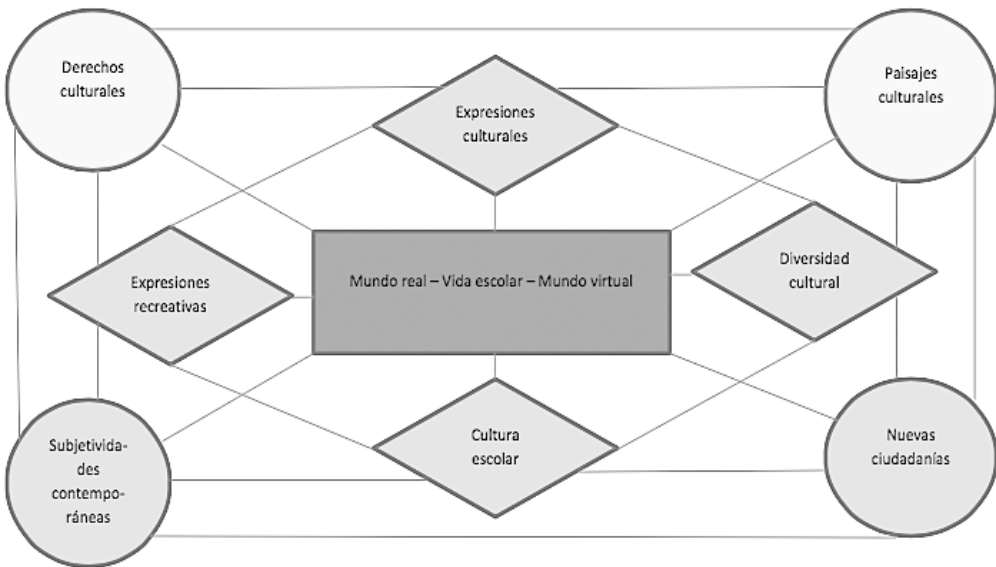 Derechos
culturales
Paisajes
culturales
Expresiones
culturales
Expresiones
recreativas
Mundo real – Vida escolar – Mundo virtual
Diversidad
cultural
Subjetivida-
des
contempo-
ráneas
Cultura
escolar
Nuevas
ciudadanías